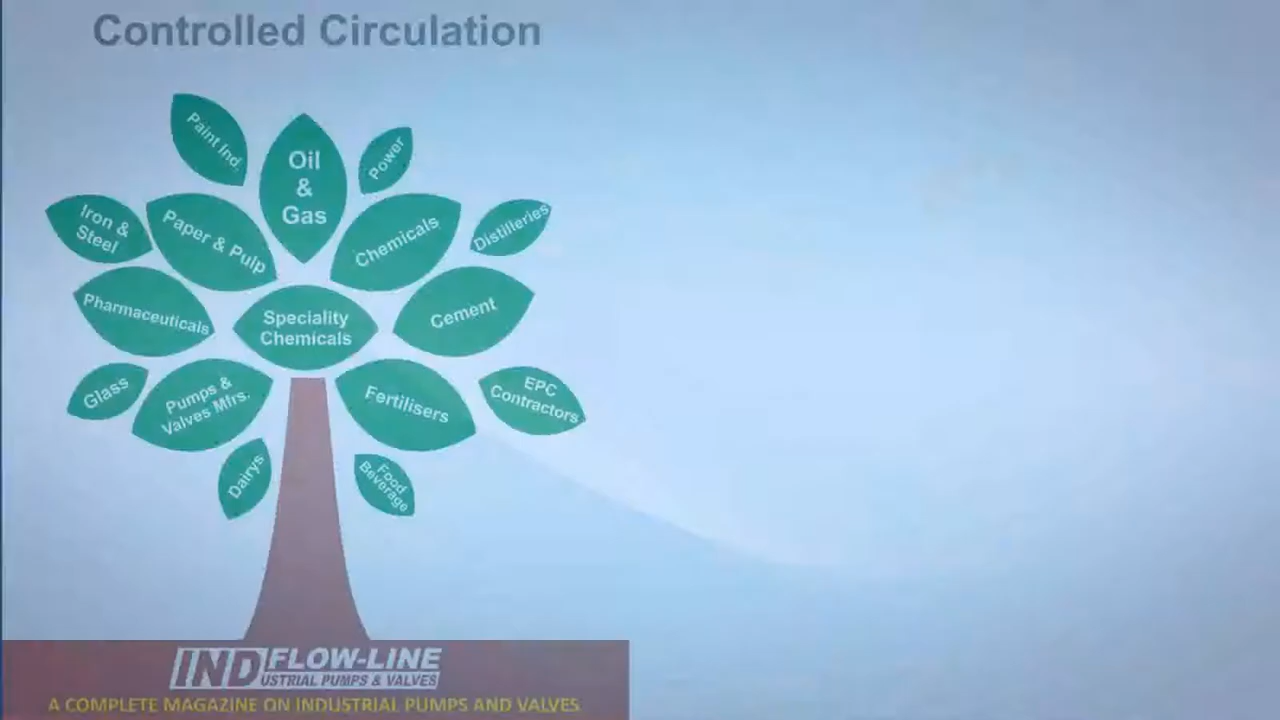 Controlled Circulation
Paint Ind.
Oil
&
Gas
Power
Iron &
Steel
Paper & Pulp
Chemicals
Distilleries
Pharmaceuticals
Speciality
Chemicals
Cement
Glass
Pumps &
Valves Mfrs.
Fertilisers
EPC
Contractors
Dairys
Food
Beverage
IND FLOW-LINE
USTRIAL PUMPS & VALVES
A COMPLETE MAGAZINE ON INDUSTRIAL PUMPS AND VALVES